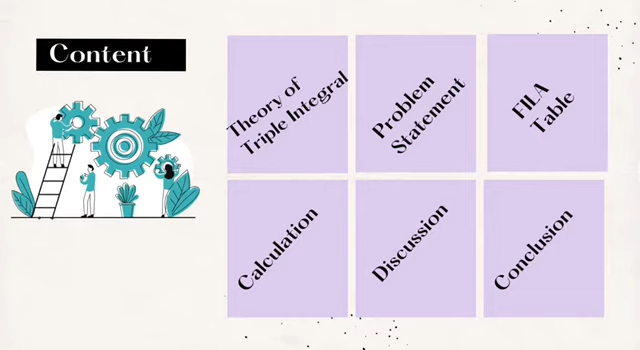 Content
Theory of
Triple Integral
Problem
Statement
FILA
Table
Calculation
Discussion
Conclusion